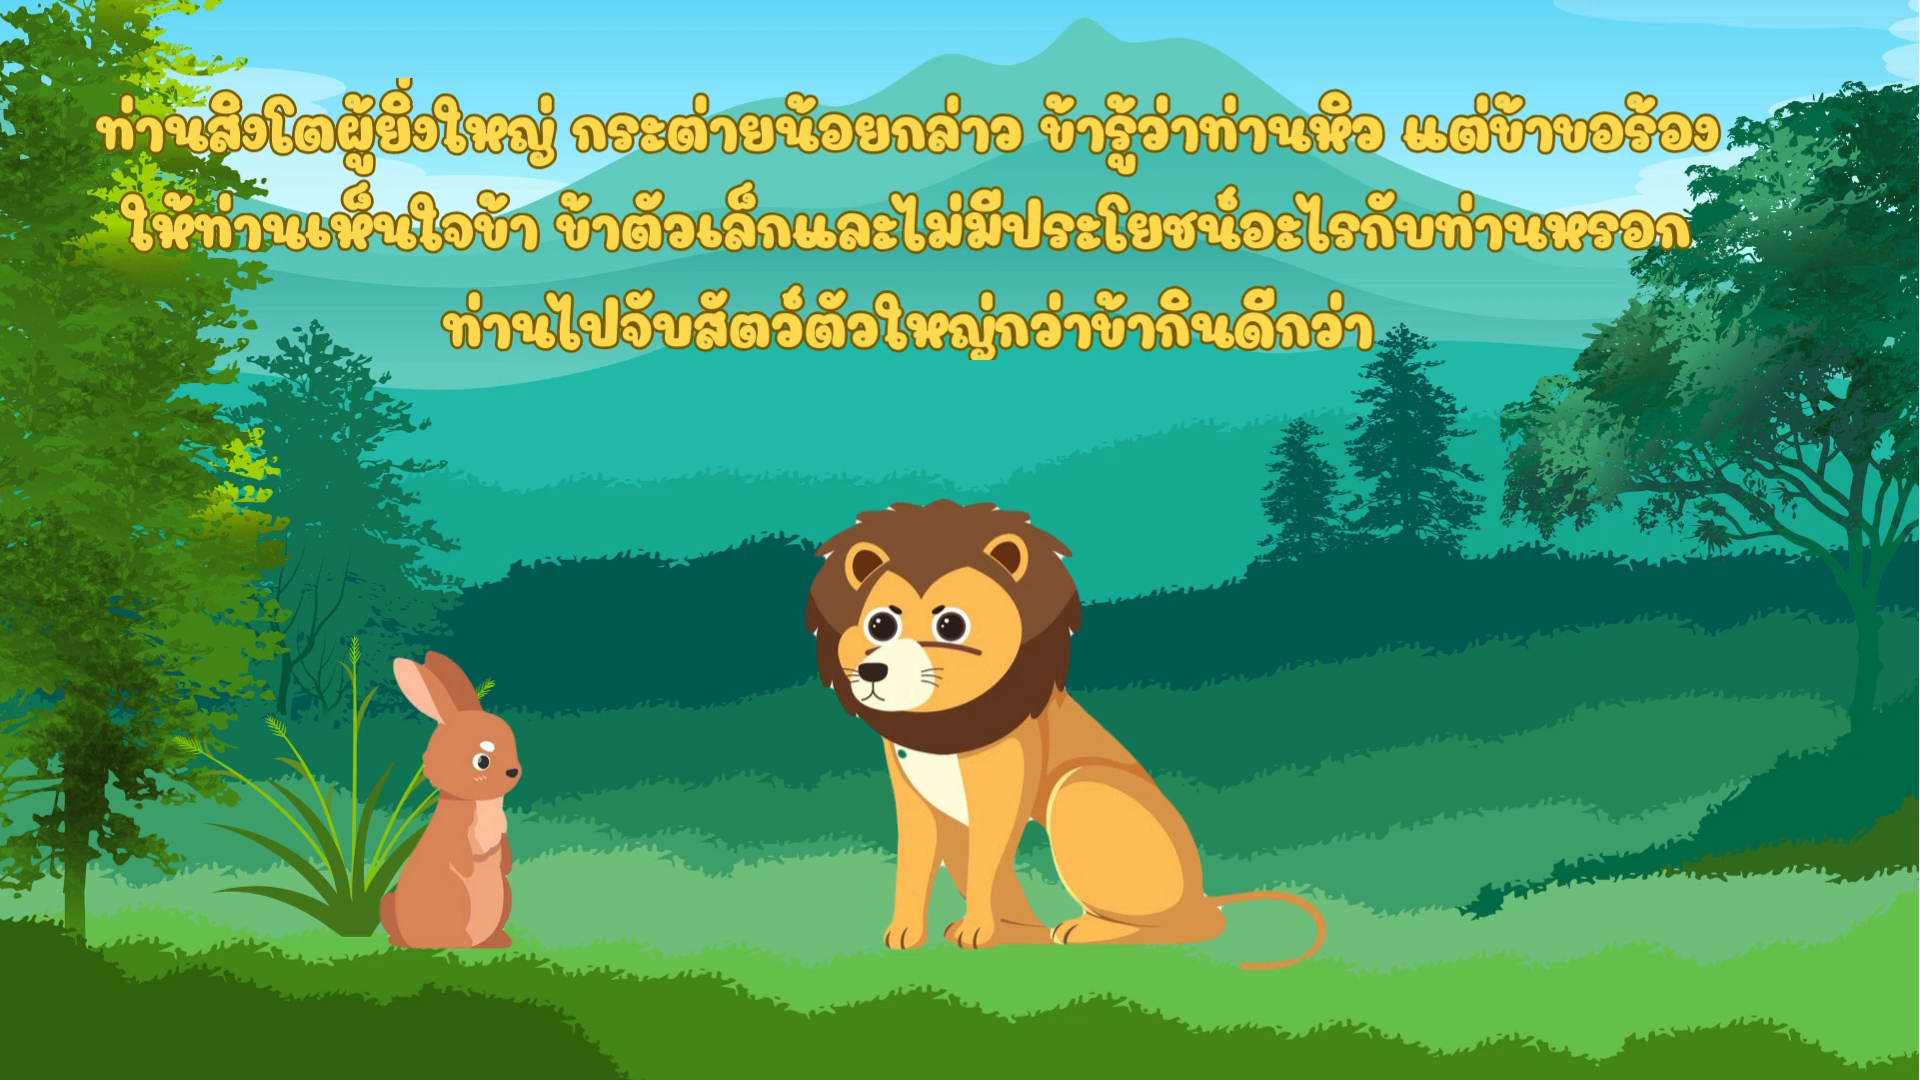 ท่านสิงโตผู้ยิ่งใหญ่ กระต่ายน้อยกล่าว ข้ารู้ว่าท่านหิว แต่ข้าขอร้อง
ให้ท่านเห็นใจข้า ข้าตัวเล็กและไม่มีประโยชน์อะไรกับท่านหรอก
ท่านไปจับสัตว์ตัวใหญ่กว่าข้ากินดีกว่า